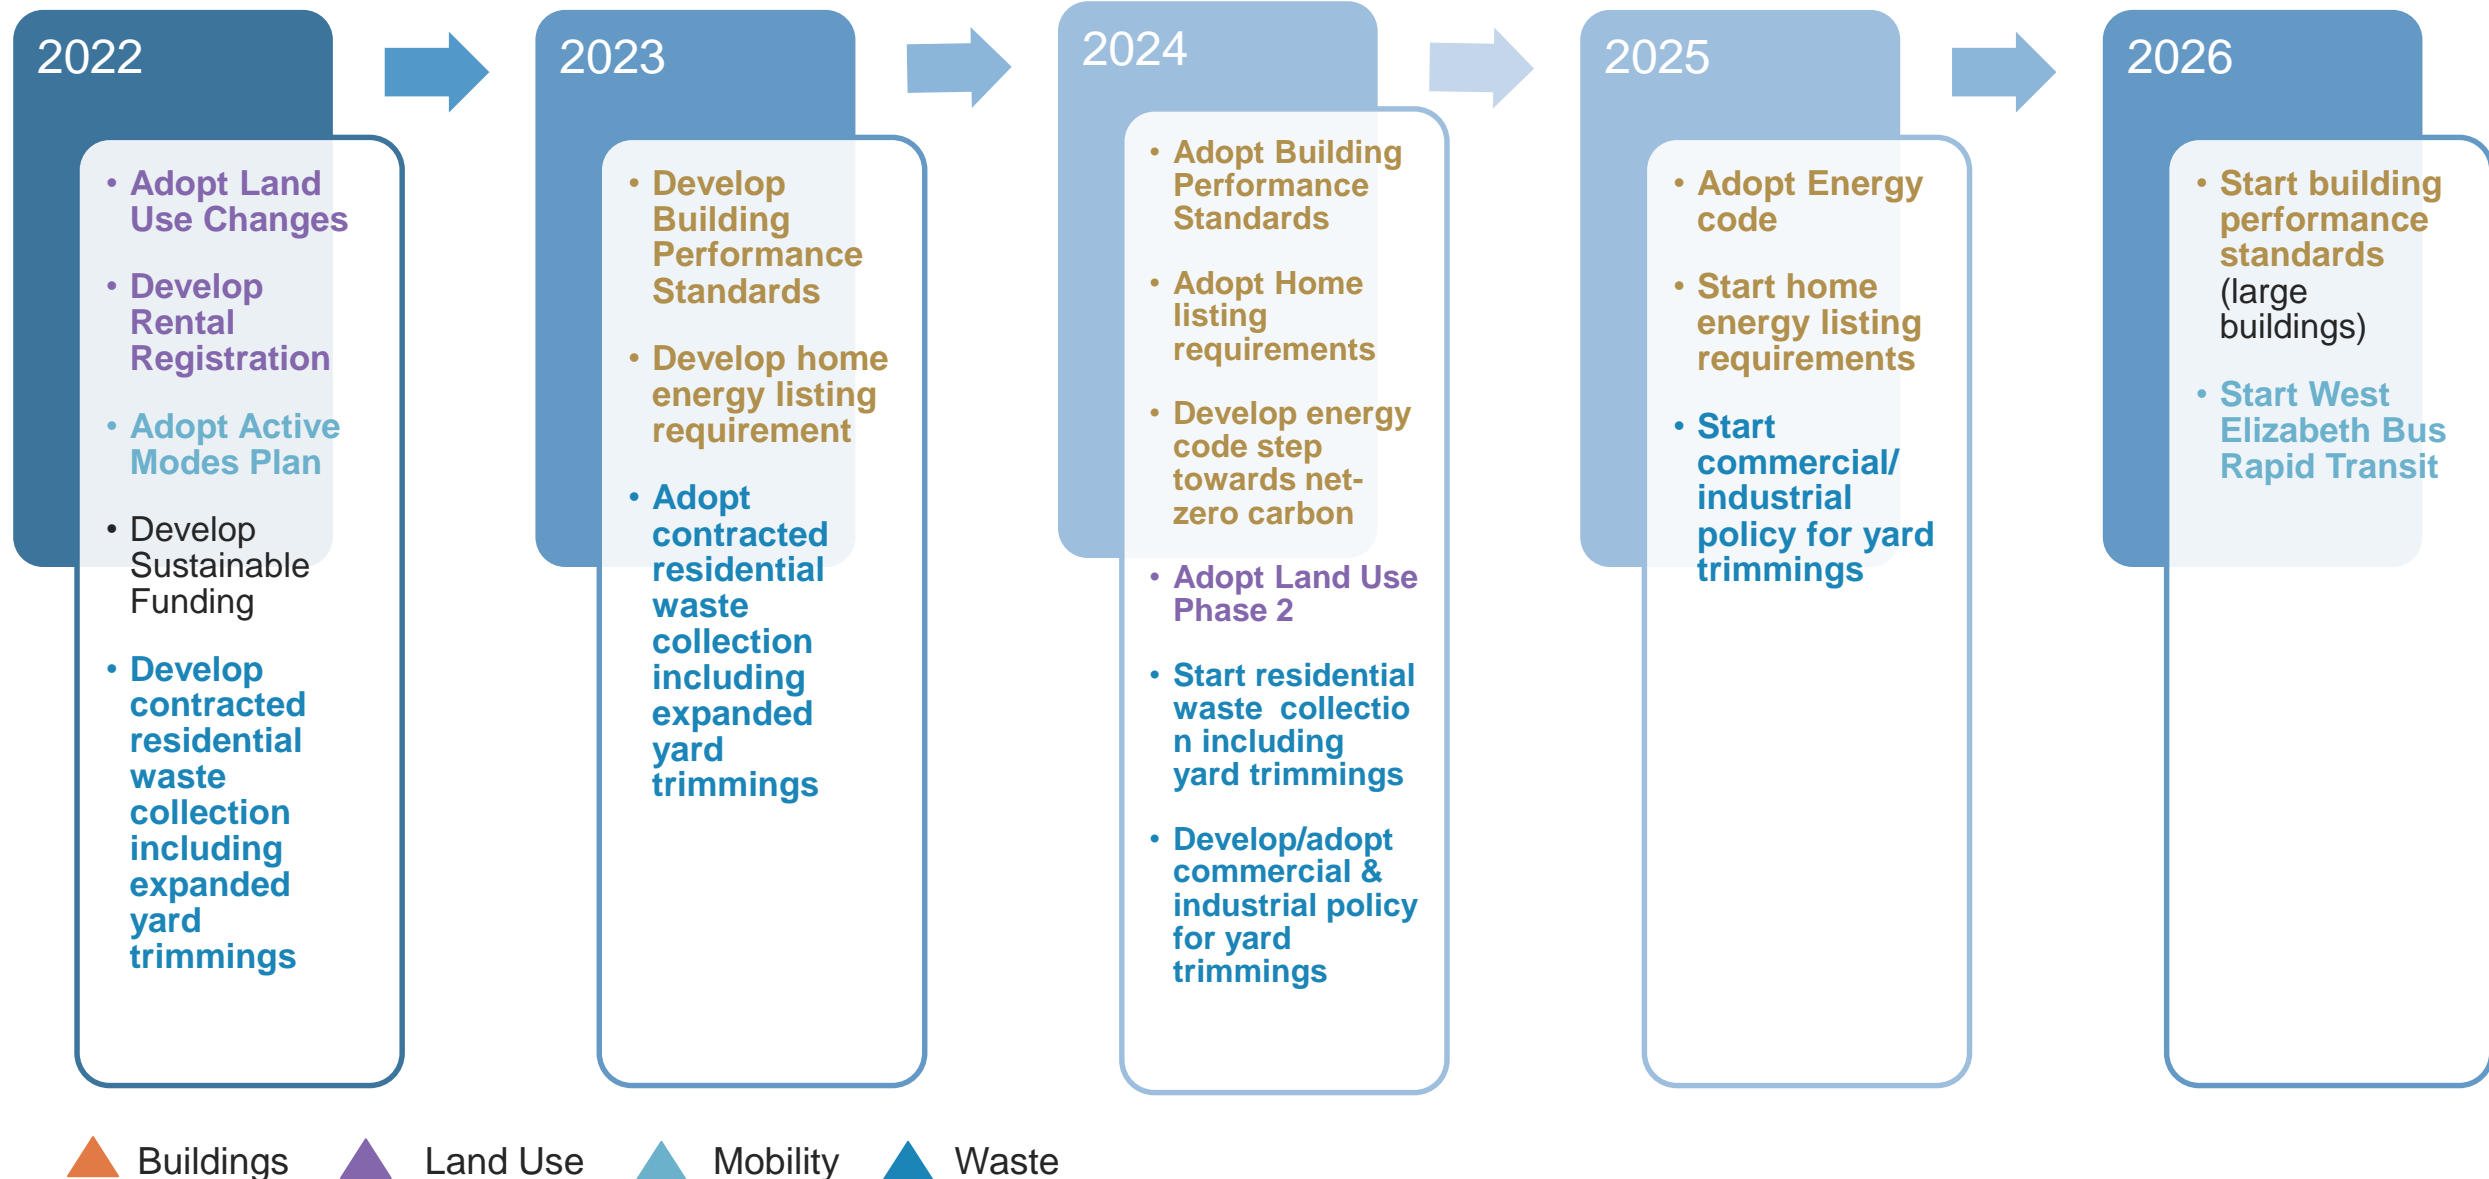 2022
• Adopt Land
Use Changes
• Develop
Rental
Registration
• Adopt Active
Modes Plan
• Develop
Sustainable
Funding
• Develop
contracted
residential
waste
collection
including
expanded
yard
trimmings
2023
• Develop
Building
Performance
Standards
• Develop home
energy listing
requirement
• Adopt
contracted
residential
waste
collection
including
expanded
yard
trimmings
2024
• Adopt Building
Performance
Standards
• Adopt Home
listing
requirements
• Develop energy
code step
towards net-
zero carbon
• Adopt Land Use
Phase 2
• Start residential
waste collectio
n including
yard trimmings
• Develop/adopt
commercial &
industrial policy
for yard
trimmings
2025
• Adopt Energy
code
• Start home
energy listing
requirements
• Start
commercial/
industrial
policy for yard
trimmings
2026
• Start building
performance
standards
(large
buildings)
• Start West
Elizabeth Bus
Rapid Transit
Buildings
Land Use
Mobility
Waste